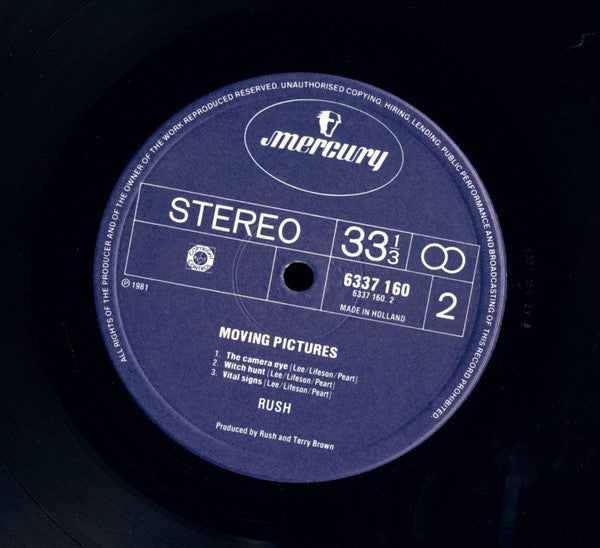 ALL RIGHTS OF THE PRODUCER AND OF THE OWNER OF THE WORK REPRODUCED RESERVED. UNAUTHORISED COPYING, HIRING, LENDING, PUBLIC PERFORMANCE AND BROADCASTING OF THIS RECORD PROHIBITED.
mercury
STEREO
33 1/3
6337 160
6337 160. 2
MADE IN HOLLAND
2
℗ 1981
MOVING PICTURES
1. The camera eye [Lee/Lifeson/Peart]
2. Witch hunt [Lee/Lifeson/Peart]
3. Vital signs [Lee/Lifeson/Peart]
RUSH
Produced by Rush and Terry Brown